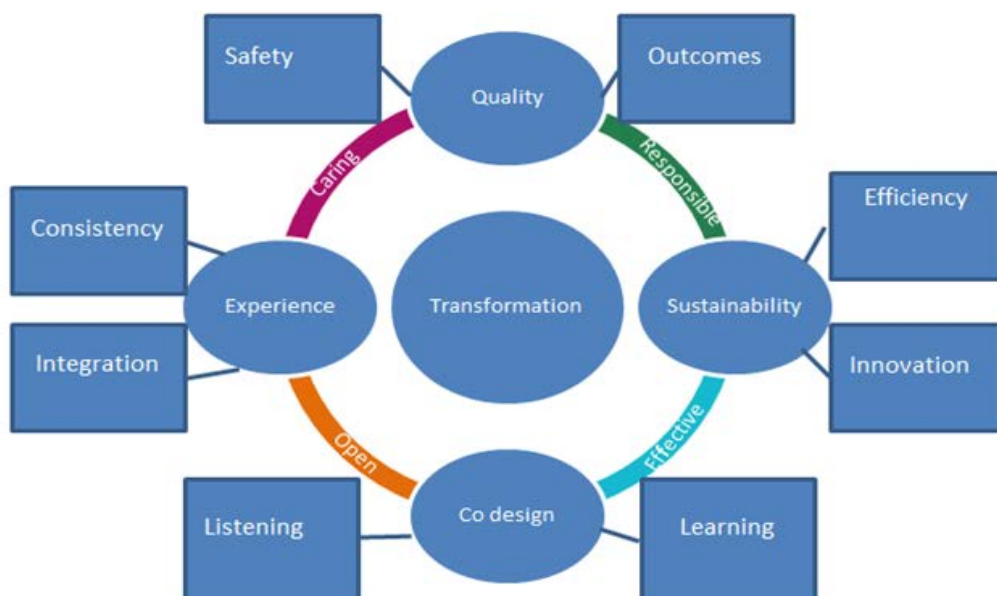 Safety
Outcomes
Quality
Caring
Responsible
Consistency
Efficiency
Experience
Transformation
Sustainability
Integration
Innovation
Open
Effective
Listening
Co design
Learning